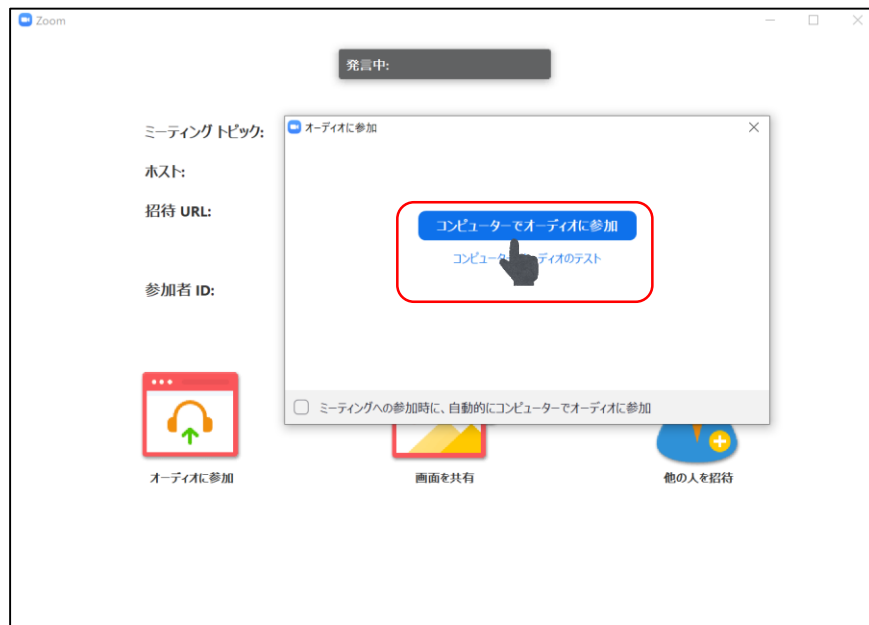 Zoom
発言中:
ミーティング トピック:
オーディオに参加
ホスト:
招待 URL:
コンピューターでオーディオに参加
コンピュータ ディオのテスト
参加者 ID:
ミーティングへの参加時に、自動的にコンピューターでオーディオに参加
オーディオに参加
画面を共有
他の人を招待